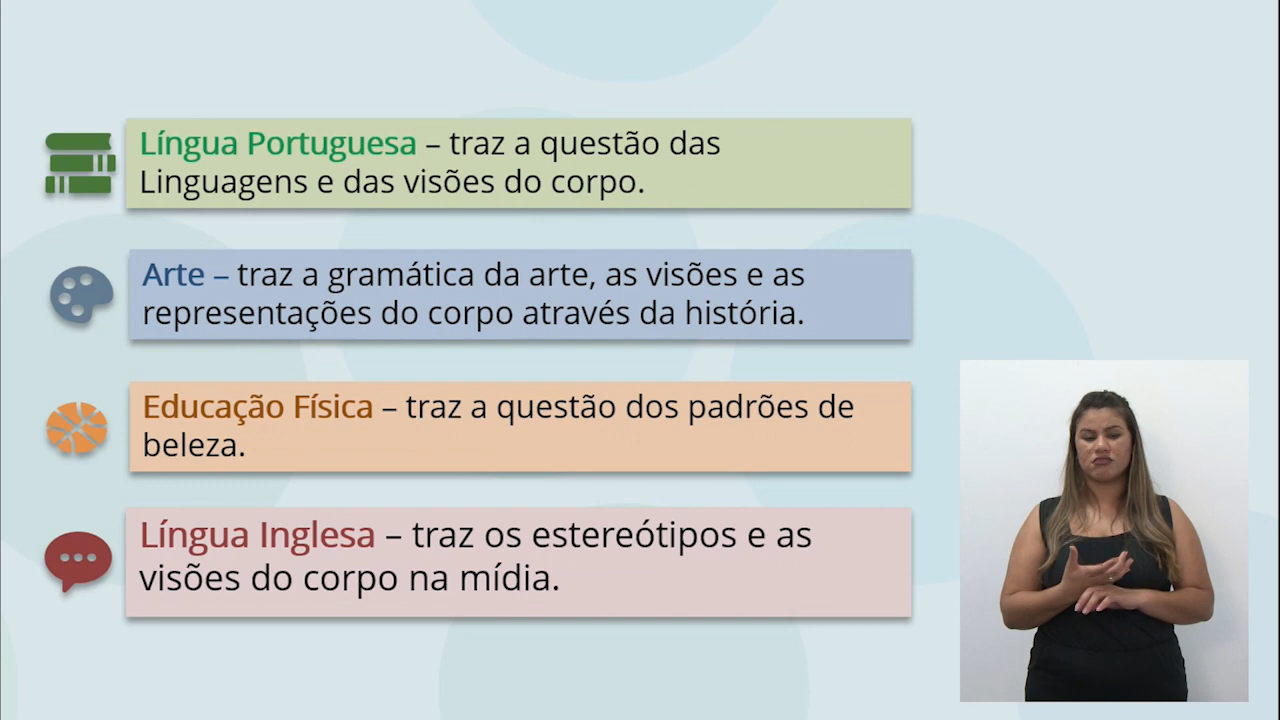 Língua Portuguesa – traz a questão das
Linguagens e das visões do corpo.
Arte – traz a gramática da arte, as visões e as
representações do corpo através da história.
Educação Física – traz a questão dos padrões de
beleza.
Língua Inglesa – traz os estereótipos e as
visões do corpo na mídia.